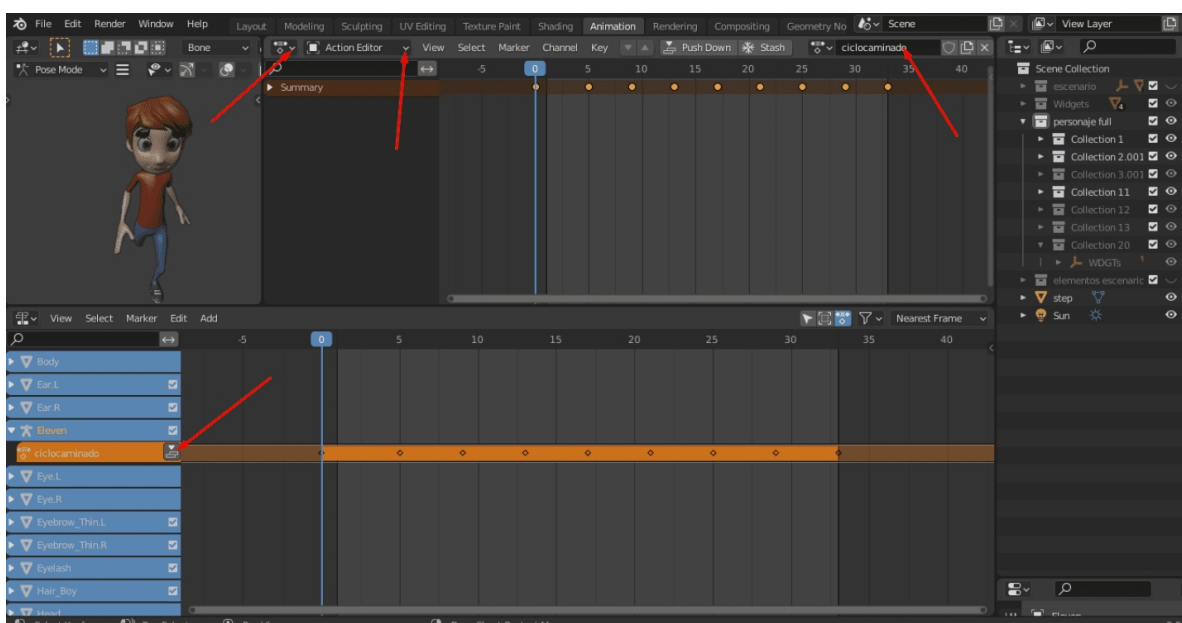 File Edit Render Window Help Layout Modeling Sculpting UV Editing Texture Paint Shading Animation Rendering Compositing Geometry No Scene View Layer
Bone Action Editor View Select Marker Channel Key Push Down Stash ciclocaminado
Pose Mode -5 0 5 10 15 20 25 30 35 40
Summary
Scene Collection
escenario
Widgets 4
personaje full
Collection 1
Collection 2.001
Collection 3.001
Collection 11
Collection 12
Collection 13
Collection 20
WDGTs
elementos escenaric
step
Sun
View Select Marker Edit Add Nearest Frame
-5 0 5 10 15 20 25 30 35 40
Body
Ear.L
Ear.R
Eleven
ciclocaminado
Eye.L
Eye.R
Eyebrow_Thin.L
Eyebrow_Thin.R
Eyelash
Hair_Boy
Head